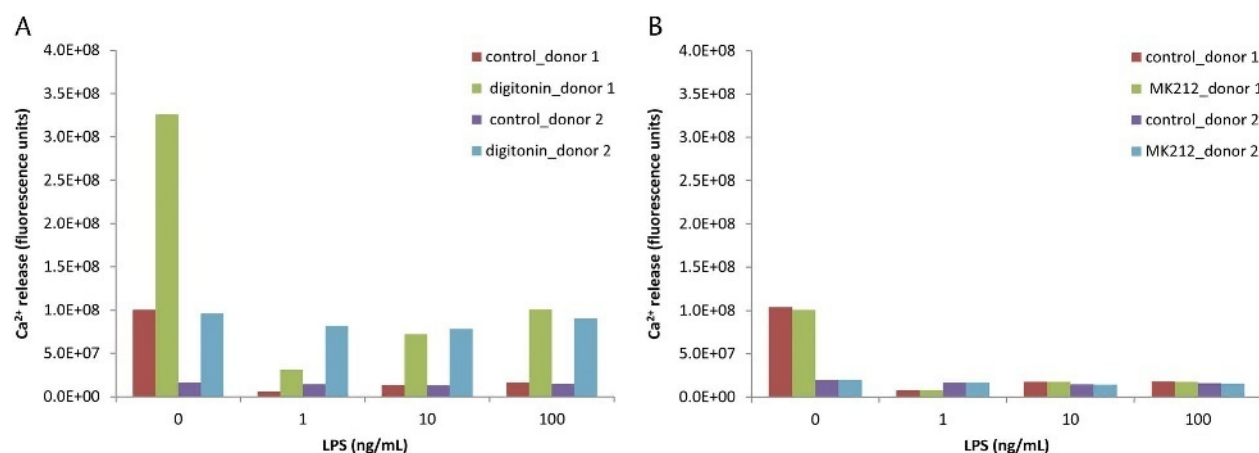 A
4.0E+08
3.5E+08
3.0E+08
2.5E+08
2.0E+08
1.5E+08
1.0E+08
5.0E+07
0.0E+00
Ca²⁺ release (fluorescence units)
control_donor 1
digitonin_donor 1
control_donor 2
digitonin_donor 2
0 1 10 100
LPS (ng/mL)
B
4.0E+08
3.5E+08
3.0E+08
2.5E+08
2.0E+08
1.5E+08
1.0E+08
5.0E+07
0.0E+00
Ca²⁺ release (fluorescence units)
control_donor 1
MK212_donor 1
control_donor 2
MK212_donor 2
0 1 10 100
LPS (ng/mL)